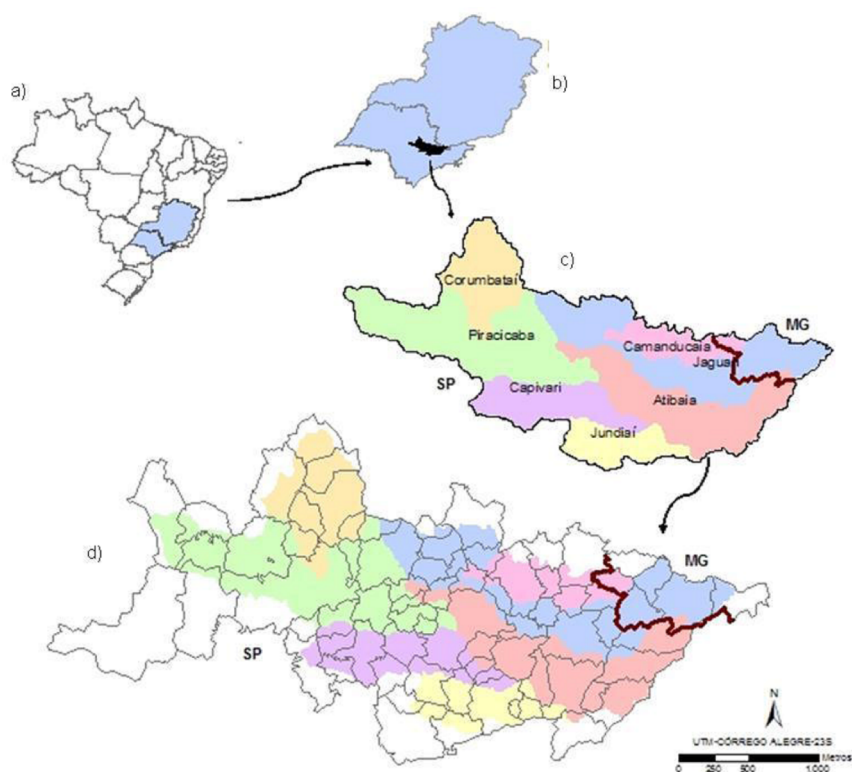 a)
b)
c)
Corumbataí
Piracicaba
Camanducaia
MG
Jaguari
SP
Capivari
Atibaia
Jundiaí
d)
MG
SP
N
UTM-CÓRREGO ALEGRE-23S
Metros
0 250 500 1.000